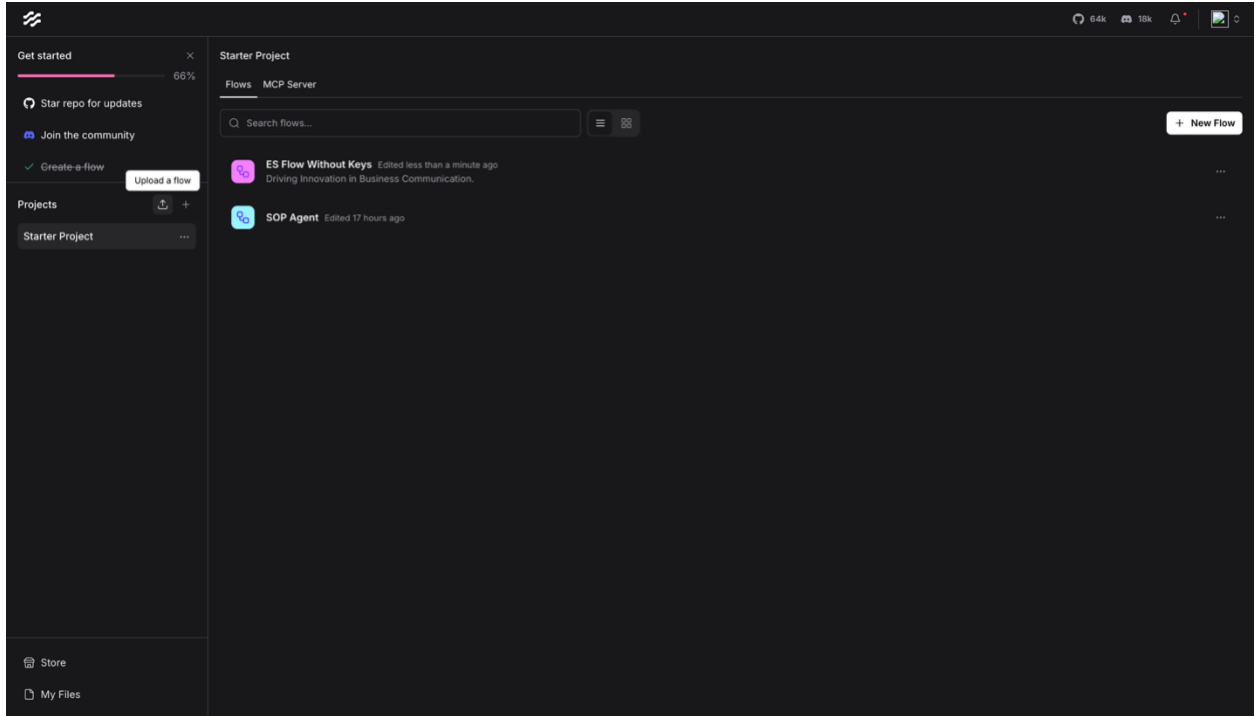 64k
18k
Get started
66%
Star repo for updates
Join the community
Create a flow
Upload a flow
Projects
Starter Project
Store
My Files
Starter Project
Flows
MCP Server
Search flows...
+ New Flow
ES Flow Without Keys Edited less than a minute ago
Driving Innovation in Business Communication.
SOP Agent Edited 17 hours ago